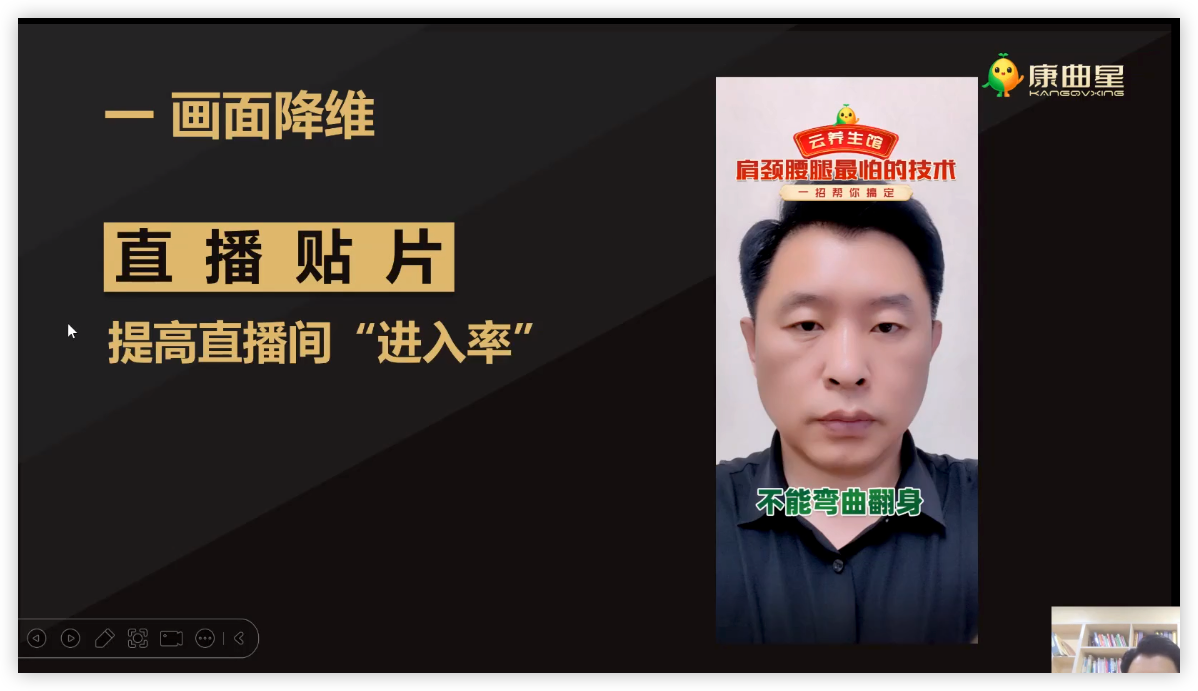 一 画面降维
直播贴片
提高直播间“进入率”
康曲星
KANGQVXING
云养生馆
肩颈腰腿最怕的技术
一招帮你搞定
不能弯曲翻身